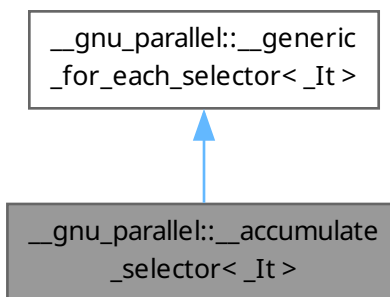 __gnu_parallel::__generic
_for_each_selector< _It >
__gnu_parallel::__accumulate
_selector< _It >